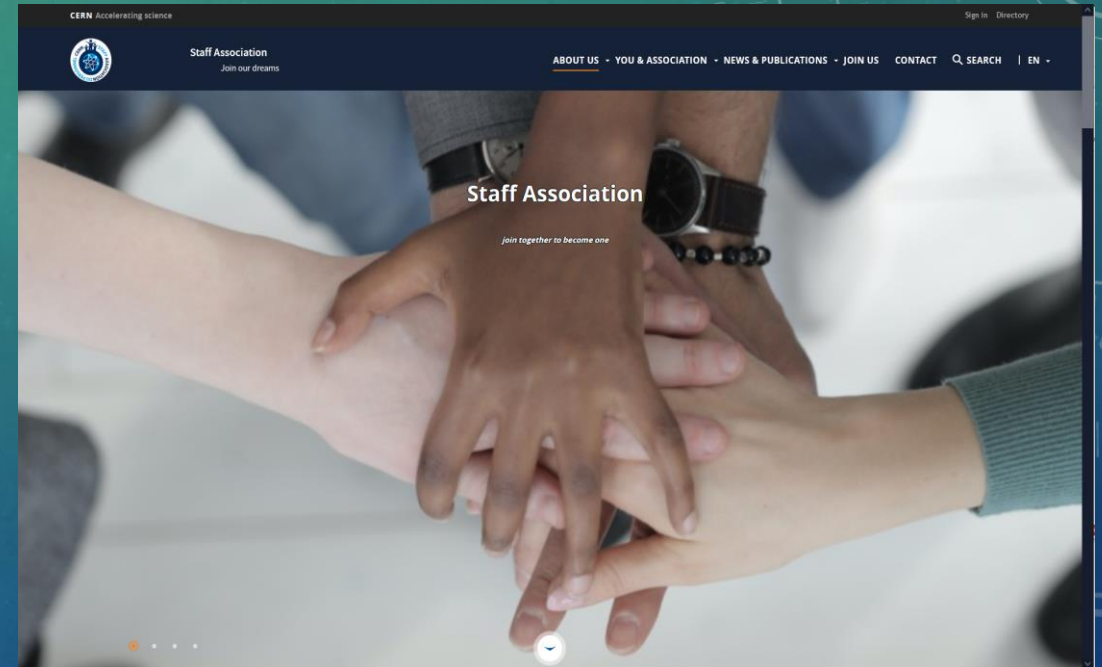 CERN Accelerating science
Sign in Directory
Staff Association
Join our dreams
ABOUT US YOU & ASSOCIATION NEWS & PUBLICATIONS JOIN US CONTACT SEARCH | EN
Staff Association
join together to become one